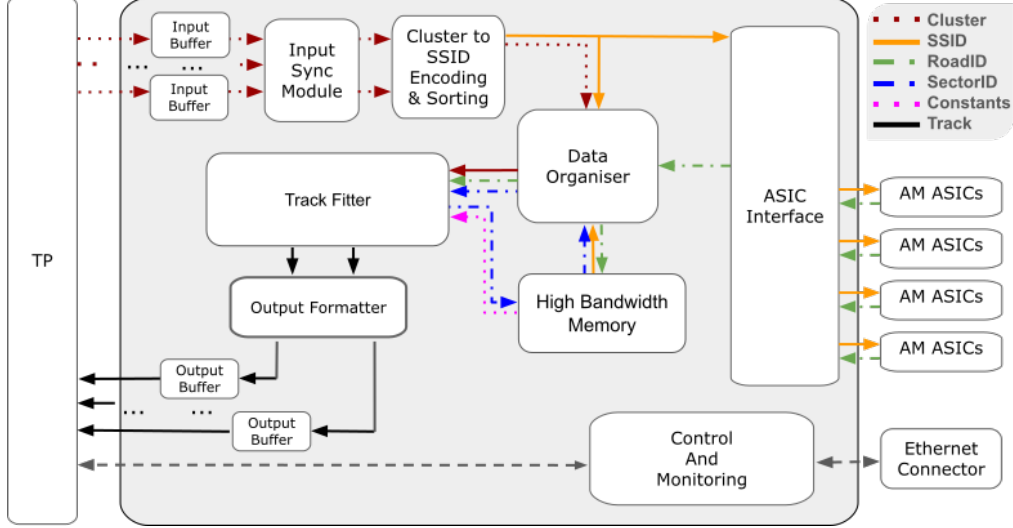 TP
Input
Buffer
... ...
Input
Buffer
Input
Sync
Module
Cluster to
SSID
Encoding
& Sorting
Cluster
SSID
RoadID
SectorID
Constants
Track
Data
Organiser
Track Fitter
ASIC
Interface
AM ASICs
AM ASICs
AM ASICs
AM ASICs
Output Formatter
High Bandwidth
Memory
Output
Buffer
... ...
Output
Buffer
Control
And
Monitoring
Ethernet
Connector